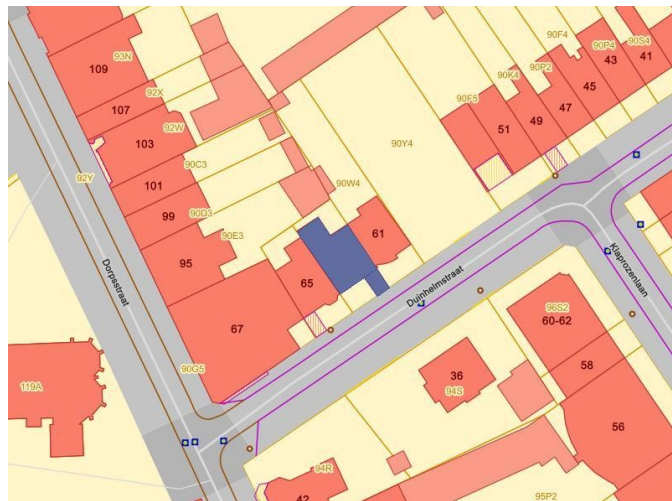 90F4
90P4
90S4
93N
41
43
90P2
109
90K4
45
92X
90F5
47
107
49
92W
51
103
90Y4
90C3
92Y
101
90W4
90D3
99
90E3
61
95
Dorpsstraat
65
Duinhelmstraat
Klaprozenlaan
67
96S2
60-62
90G5
58
36
119A
94S
56
94R
42
95P2